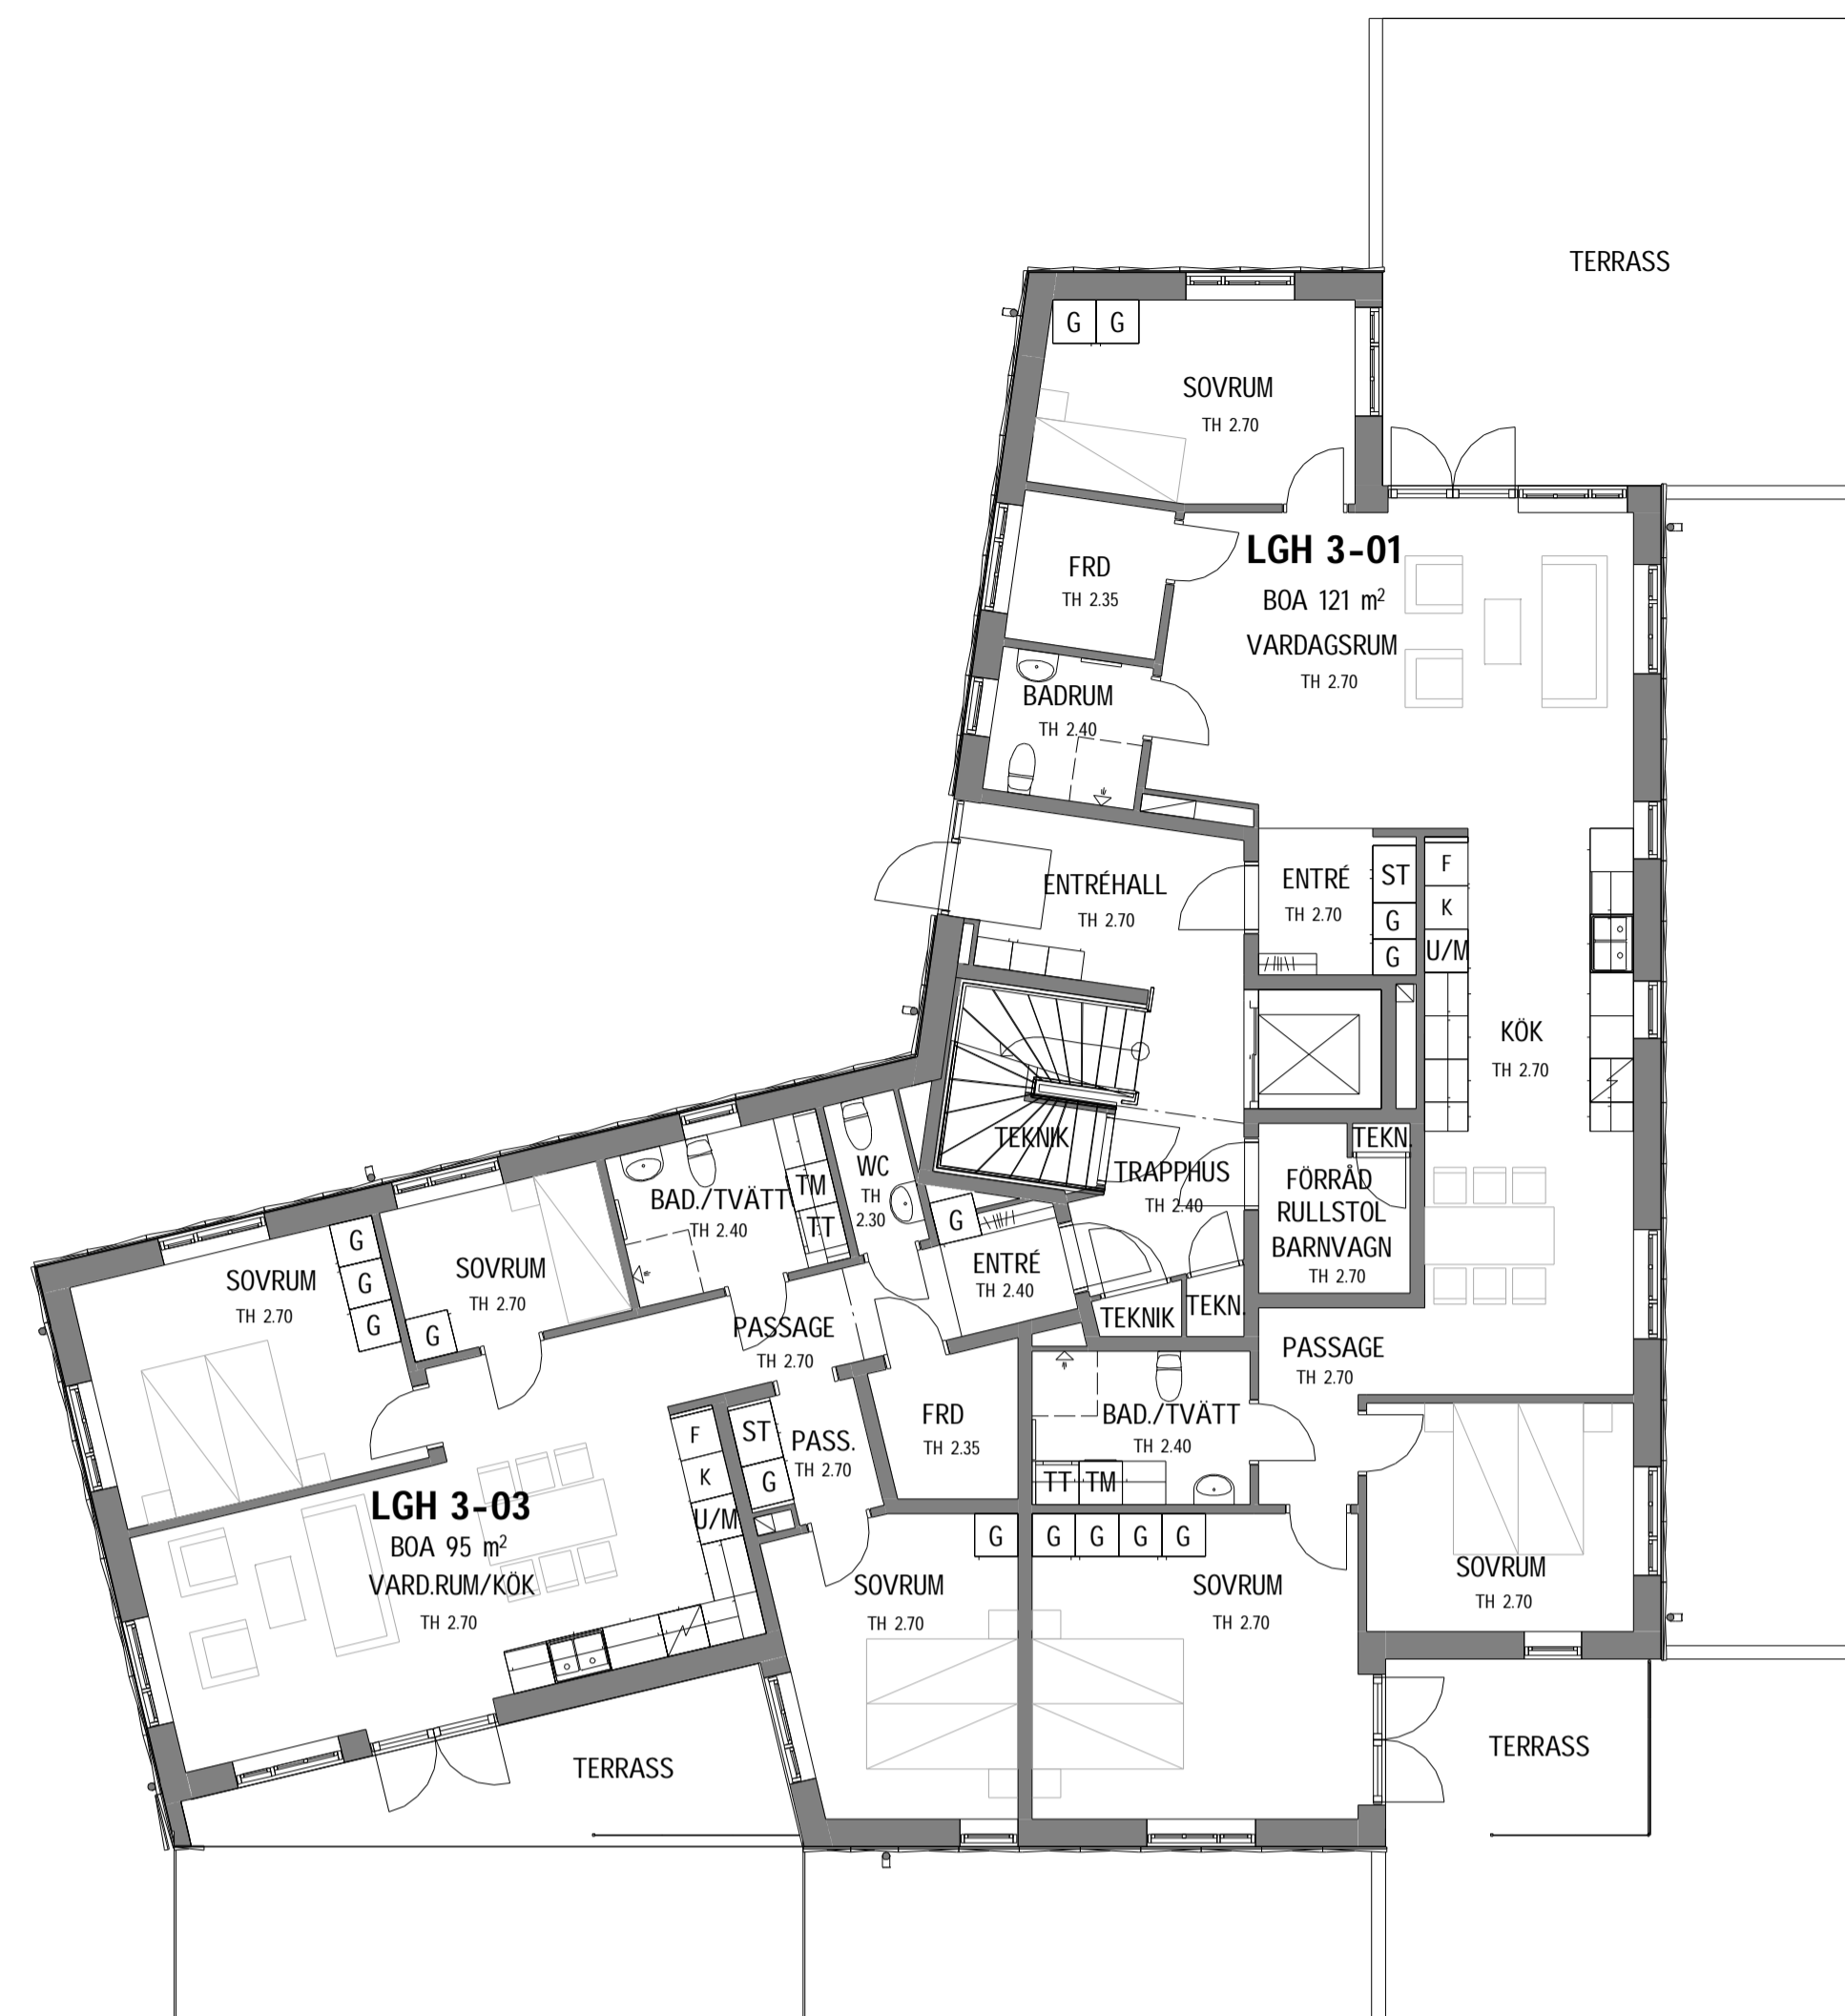 TERRASS
G G
SOVRUM
TH 2.70
FRD
TH 2.35
LGH 3-01
BOA 121 m²
VARDAGSRUM
TH 2.70
BADRUM
TH 2.40
ENTRÉHALL
TH 2.70
ENTRÉ
TH 2.70
ST
G
G
F
K
U/M
KÖK
TH 2.70
TEKNIK
TRAPPHUS
TH 2.40
TEKN.
FÖRRÅD
RULLSTOL
BARNVAGN
TH 2.70
WC
TH
2.30
BAD./TVÄTT
TH 2.40
TM
TT
G
ENTRÉ
TH 2.40
SOVRUM
TH 2.70
G
G
G
SOVRUM
TH 2.70
G
PASSAGE
TH 2.70
TEKNIK
TEKN.
PASSAGE
TH 2.70
FRD
TH 2.35
BAD./TVÄTT
TH 2.40
TT TM
F
K
U/M
ST
G
PASS.
TH 2.70
LGH 3-03
BOA 95 m²
VARD.RUM/KÖK
TH 2.70
G
G G G G
SOVRUM
TH 2.70
SOVRUM
TH 2.70
SOVRUM
TH 2.70
TERRASS
TERRASS